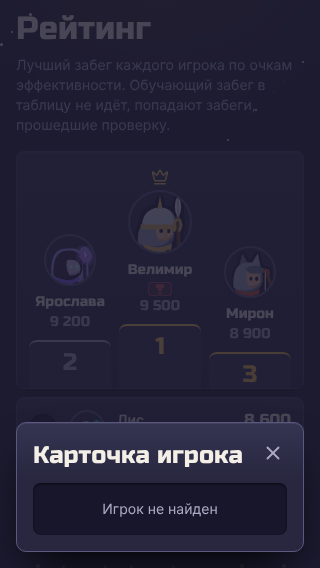 Рейтинг
Лучший забег каждого игрока по очкам
эффективности. Обучающий забег в
таблицу не идёт, попадают забеги,
прошедшие проверку.
Велимир
9 500
Ярослава
9 200
Мирон
8 900
1
2
3
Лис
8 600
Карточка игрока
Игрок не найден